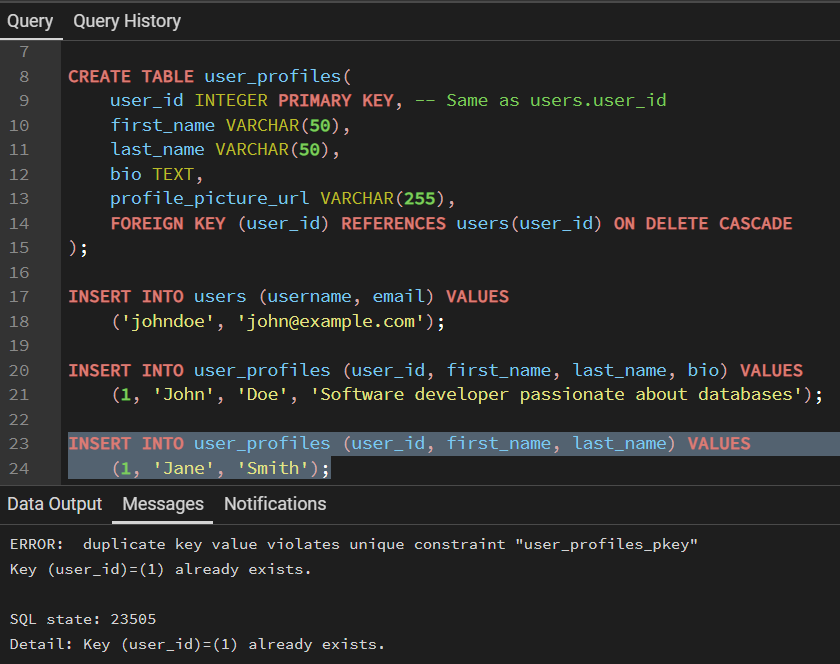 Query Query History
7
8 CREATE TABLE user_profiles(
9     user_id INTEGER PRIMARY KEY, -- Same as users.user_id
10     first_name VARCHAR(50),
11     last_name VARCHAR(50),
12     bio TEXT,
13     profile_picture_url VARCHAR(255),
14     FOREIGN KEY (user_id) REFERENCES users(user_id) ON DELETE CASCADE
15 );
16
17 INSERT INTO users (username, email) VALUES
18     ('johndoe', 'john@example.com');
19
20 INSERT INTO user_profiles (user_id, first_name, last_name, bio) VALUES
21     (1, 'John', 'Doe', 'Software developer passionate about databases');
22
23 INSERT INTO user_profiles (user_id, first_name, last_name) VALUES
24     (1, 'Jane', 'Smith');
Data Output Messages Notifications
ERROR:  duplicate key value violates unique constraint "user_profiles_pkey"
Key (user_id)=(1) already exists.
SQL state: 23505
Detail: Key (user_id)=(1) already exists.